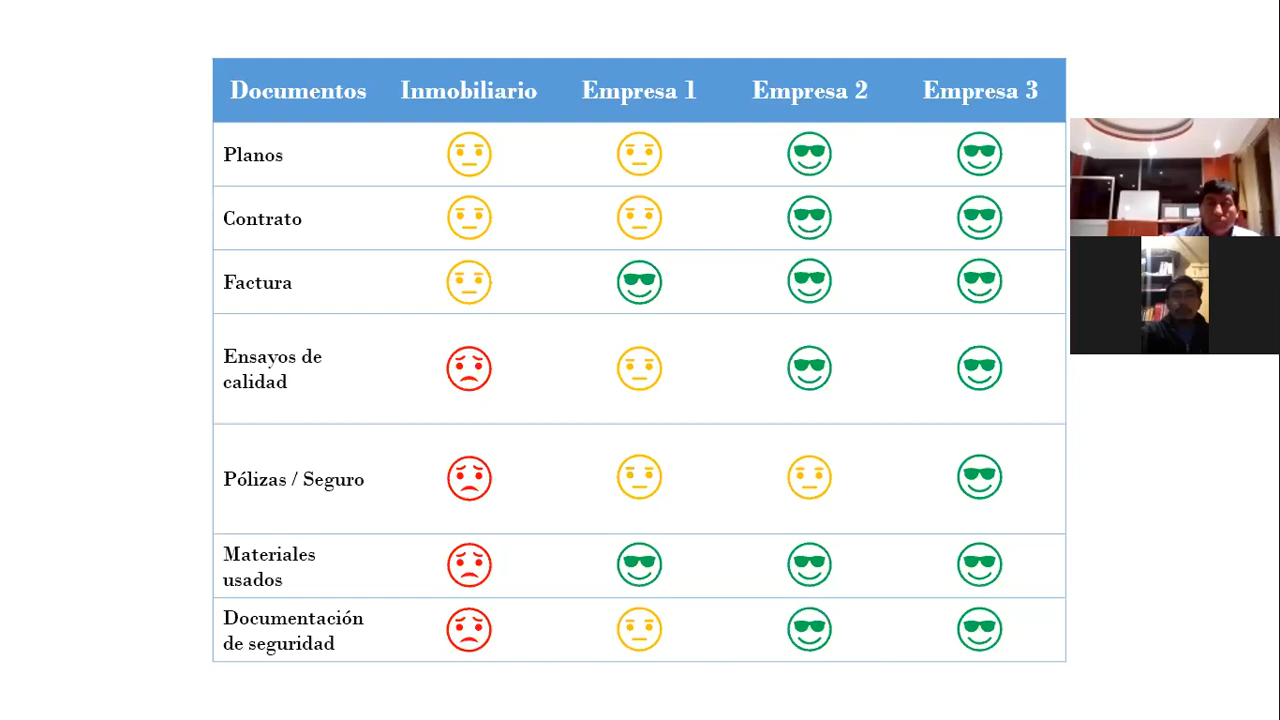 Documentos Inmobiliario Empresa 1 Empresa 2 Empresa 3
Planos
Contrato
Factura
Ensayos de
calidad
Pólizas / Seguro
Materiales
usados
Documentación
de seguridad